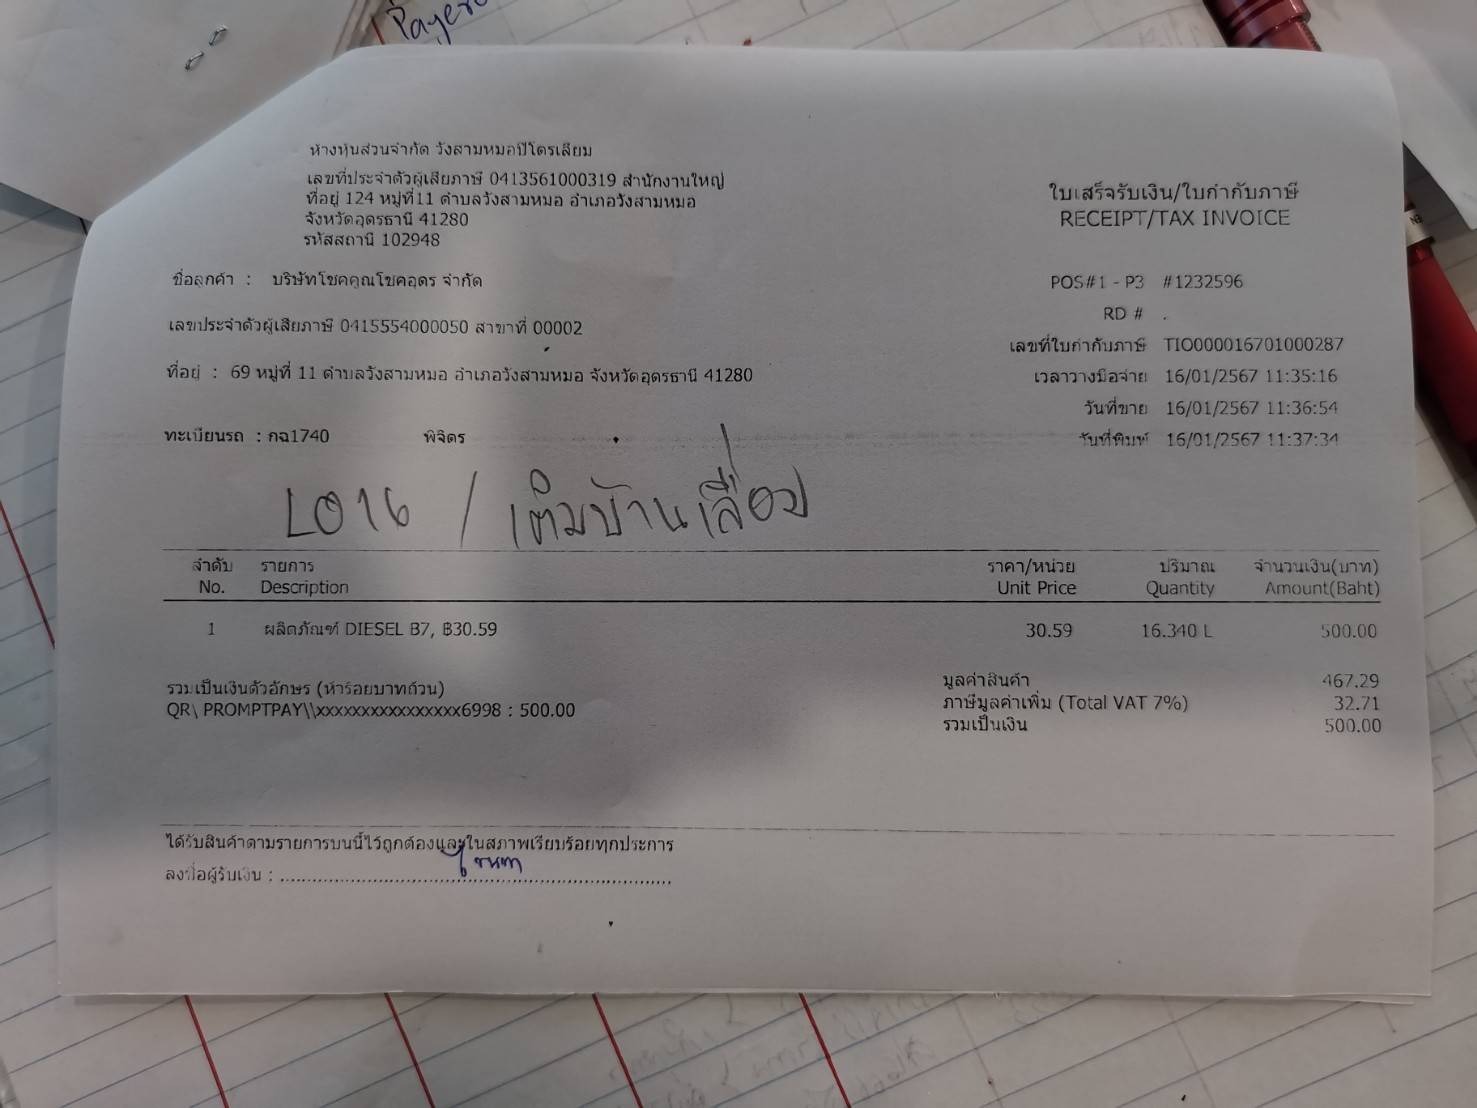 Payer
ห้างหุ้นส่วนจำกัด วังสามหมอปิโตรเลียม
เลขที่ประจำตัวผู้เสียภาษี 0413561000319 สำนักงานใหญ่
ที่อยู่ 124 หมู่ที่11 ตำบลวังสามหมอ อำเภอวังสามหมอ
จังหวัดอุดรธานี 41280
รหัสสถานี 102948
ใบเสร็จรับเงิน/ใบกำกับภาษี
RECEIPT/TAX INVOICE
ชื่อลูกค้า : บริษัทโชคคูณโชคอุดร จำกัด
POS#1 - P3 #1232596
RD # .
เลขประจำตัวผู้เสียภาษี 0415554000050 สาขาที่ 00002
เลขที่ใบกำกับภาษี TIO000016701000287
ที่อยู่ : 69 หมู่ที่ 11 ตำบลวังสามหมอ อำเภอวังสามหมอ จังหวัดอุดรธานี 41280
เวลาวางมือจ่าย 16/01/2567 11:35:16
วันที่ขาย 16/01/2567 11:36:54
ทะเบียนรถ : กฉ1740 พิจิตร
วันที่พิมพ์ 16/01/2567 11:37:34
LO16 / เติมบ้านเลื่อม
ลำดับ รายการ ราคา/หน่วย ปริมาณ จำนวนเงิน(บาท)
No. Description Unit Price Quantity Amount(Baht)
1 ผลิตภัณฑ์ DIESEL B7, ฿30.59 30.59 16.340 L 500.00
มูลค่าสินค้า 467.29
รวมเป็นเงินตัวอักษร (ห้าร้อยบาทถ้วน)
ภาษีมูลค่าเพิ่ม (Total VAT 7%) 32.71
QR\ PROMPTPAY\\xxxxxxxxxxxxxxxx6998 : 500.00
รวมเป็นเงิน 500.00
ได้รับสินค้าตามรายการบนนี้ไว้ถูกต้องและในสภาพเรียบร้อยทุกประการ
ลงชื่อผู้รับเงิน :